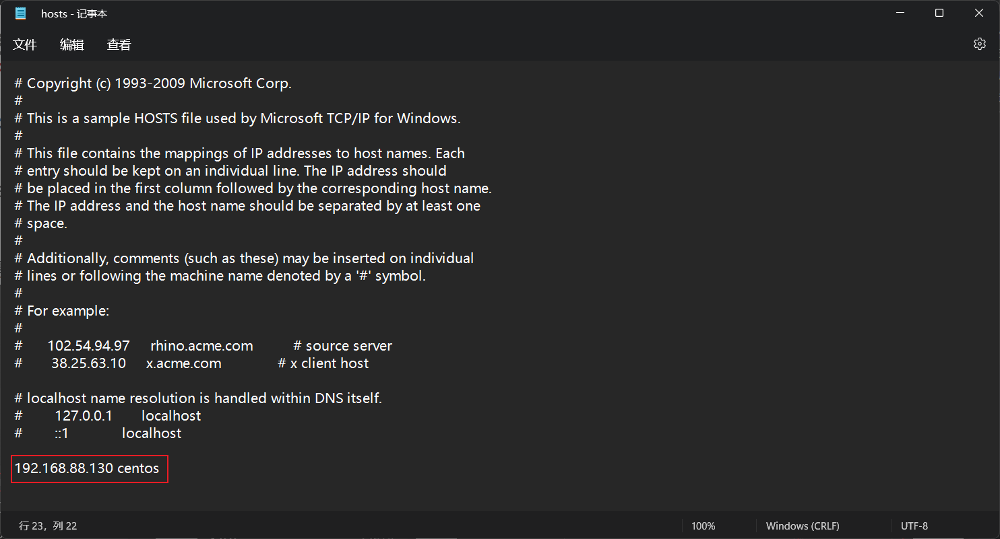 hosts - 记事本
文件 编辑 查看
# Copyright (c) 1993-2009 Microsoft Corp.
#
# This is a sample HOSTS file used by Microsoft TCP/IP for Windows.
#
# This file contains the mappings of IP addresses to host names. Each
# entry should be kept on an individual line. The IP address should
# be placed in the first column followed by the corresponding host name.
# The IP address and the host name should be separated by at least one
# space.
#
# Additionally, comments (such as these) may be inserted on individual
# lines or following the machine name denoted by a '#' symbol.
#
# For example:
#
# 102.54.94.97 rhino.acme.com # source server
# 38.25.63.10 x.acme.com # x client host
# localhost name resolution is handled within DNS itself.
# 127.0.0.1 localhost
# ::1 localhost
192.168.88.130 centos
行 23，列 22 100% Windows (CRLF) UTF-8